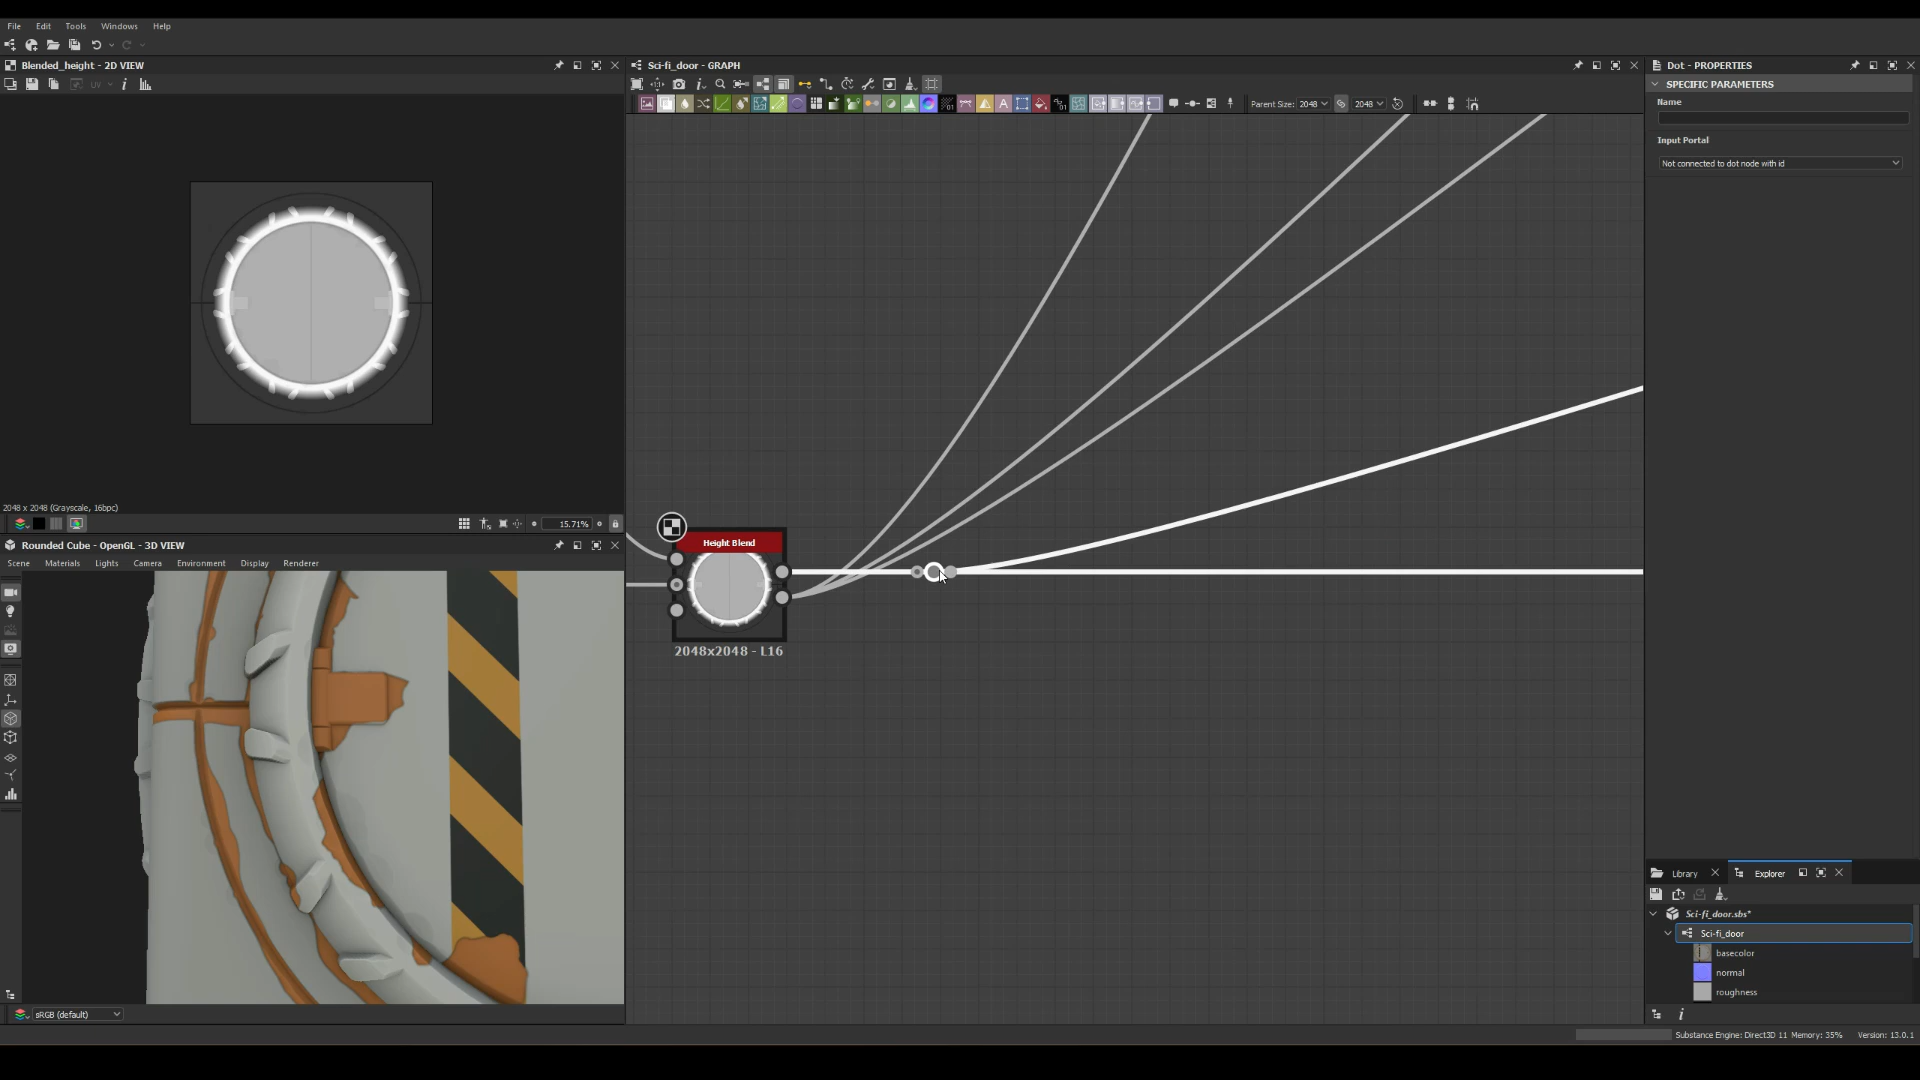 File Edit Tools Windows Help
Blended_height - 2D VIEW
UV
2048 x 2048 (Grayscale, 16bpc)
15.71%
Rounded Cube - OpenGL - 3D VIEW
Scene Materials Lights Camera Environment Display Renderer
sRGB (default)
Sci-fi_door - GRAPH
Parent Size: 2048 2048
Height Blend
2048x2048 - L16
Dot - PROPERTIES
SPECIFIC PARAMETERS
Name
Input Portal
Not connected to dot node with id
Library Explorer
Sci-fi_door.sbs*
Sci-fi_door
basecolor
normal
roughness
Substance Engine: Direct3D 11 Memory: 35% Version: 13.0.1